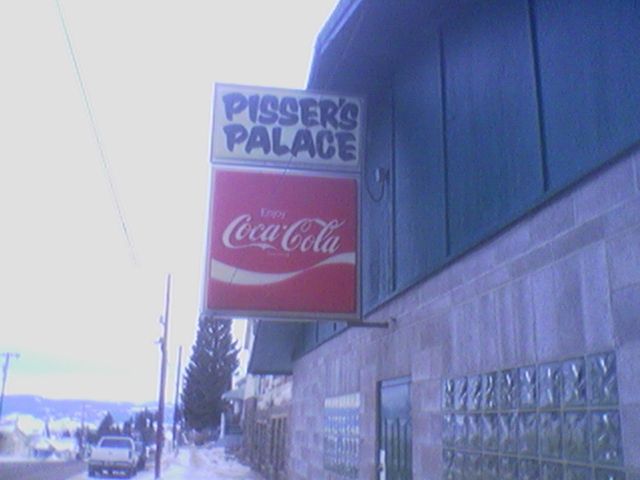 PISSER'S
PALACE
Enjoy
Coca-Cola